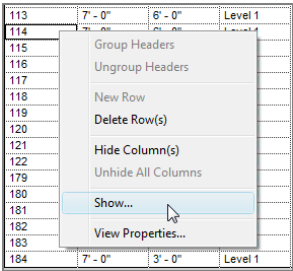 113 7' - 0" 6' - 0" Level 1
114
115
Group Headers
116
Ungroup Headers
117
118
New Row
119
Delete Row(s)
120
121
Hide Column(s)
122
Unhide All Columns
179
180
Show...
181
182
View Properties...
183
184 7' - 0" 3' - 0" Level 1